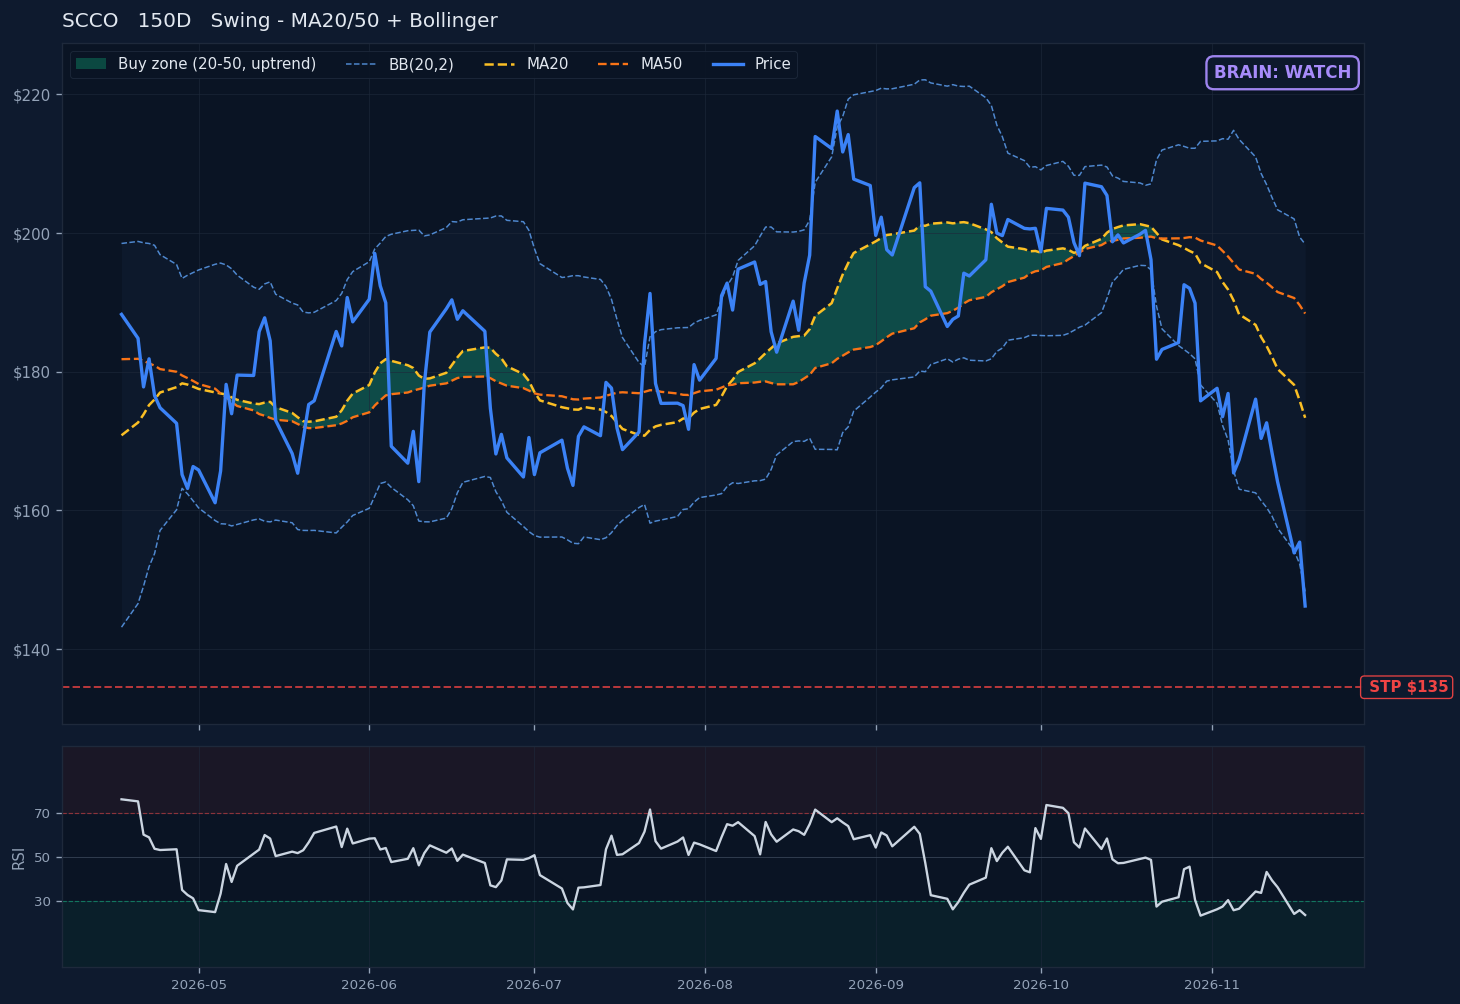 SCCO   150D   Swing - MA20/50 + Bollinger
Buy zone (20-50, uptrend)   BB(20,2)   MA20   MA50   Price
BRAIN: WATCH
$220
$200
$180
$160
$140
STP $135
RSI
70
50
30
2026-05   2026-06   2026-07   2026-08   2026-09   2026-10   2026-11